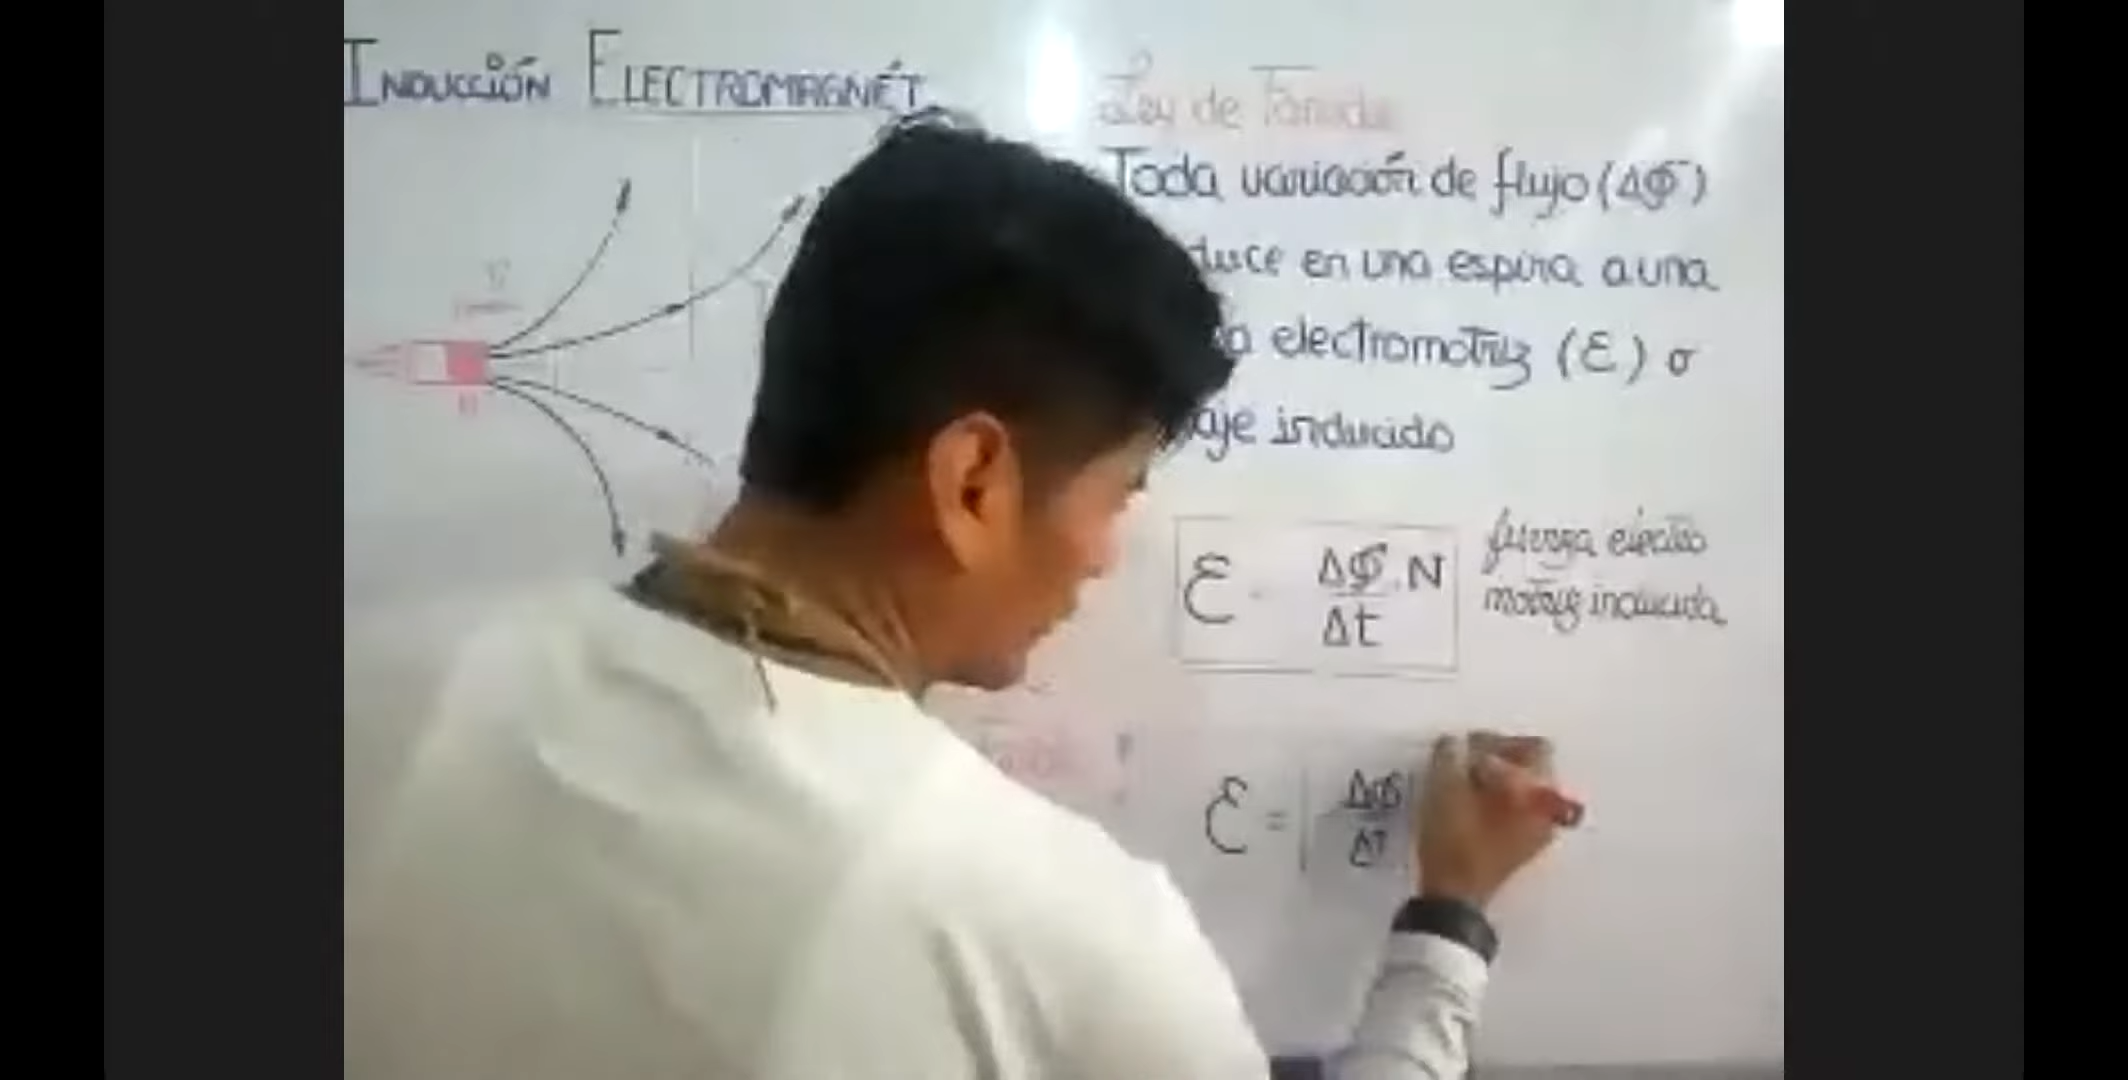 INDUCCIÓN ELECTROMAGNÉT
Ley de Farada
Toda variación de flujo (ΔΦ)
duce en una espira a una
a electromotriz (ε) o
aje inducido
ε = ΔΦ/Δt . N
fuerza electro
motriz inducida
ε = | ΔΦ/Δt |